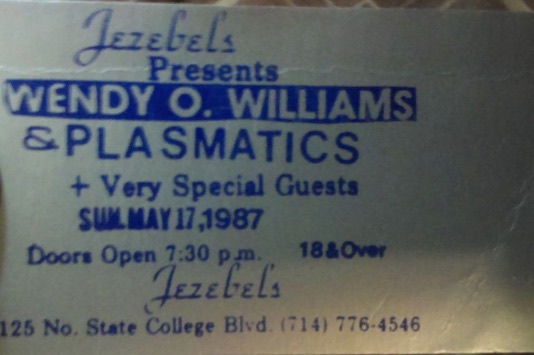 Jezebels
Presents
WENDY O. WILLIAMS
& PLASMATICS
+ Very Special Guests
SUN. MAY 17, 1987
Doors Open 7:30 p.m. 18 & Over
Jezebels
125 No. State College Blvd. (714) 776-4546